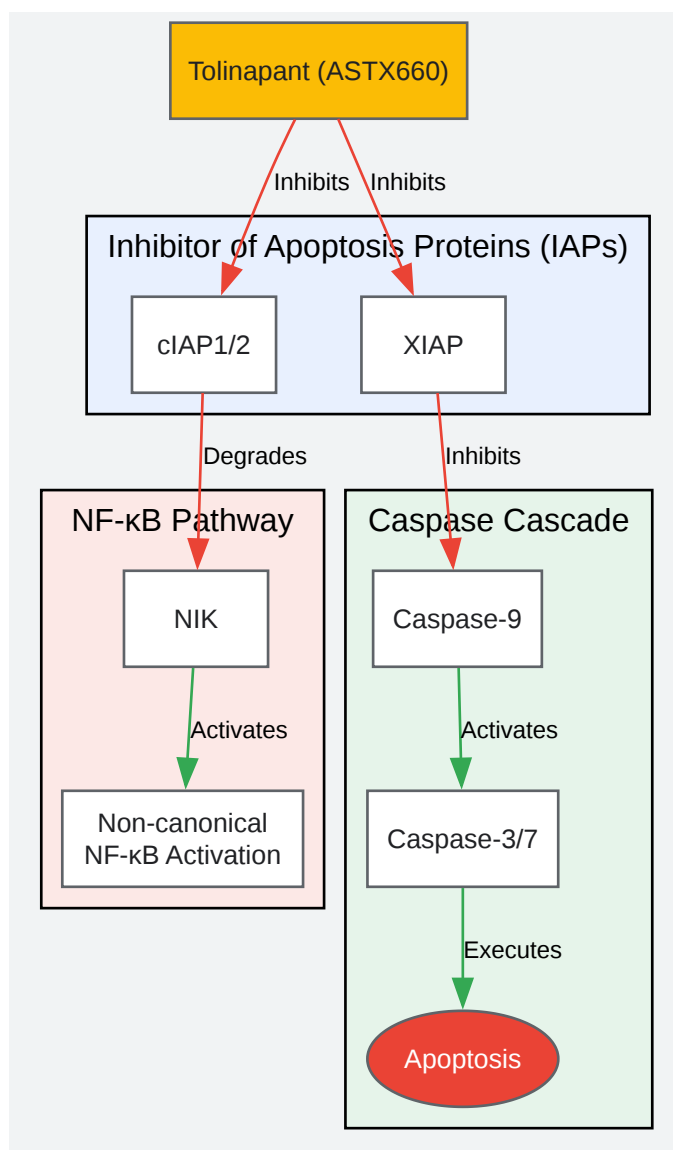 Tolinapant (ASTX660)
Inhibits
Inhibits
Inhibitor of Apoptosis Proteins (IAPs)
cIAP1/2
XIAP
Degrades
Inhibits
NF-κB Pathway
Caspase Cascade
NIK
Caspase-9
Activates
Activates
Non-canonical
NF-κB Activation
Caspase-3/7
Executes
Apoptosis